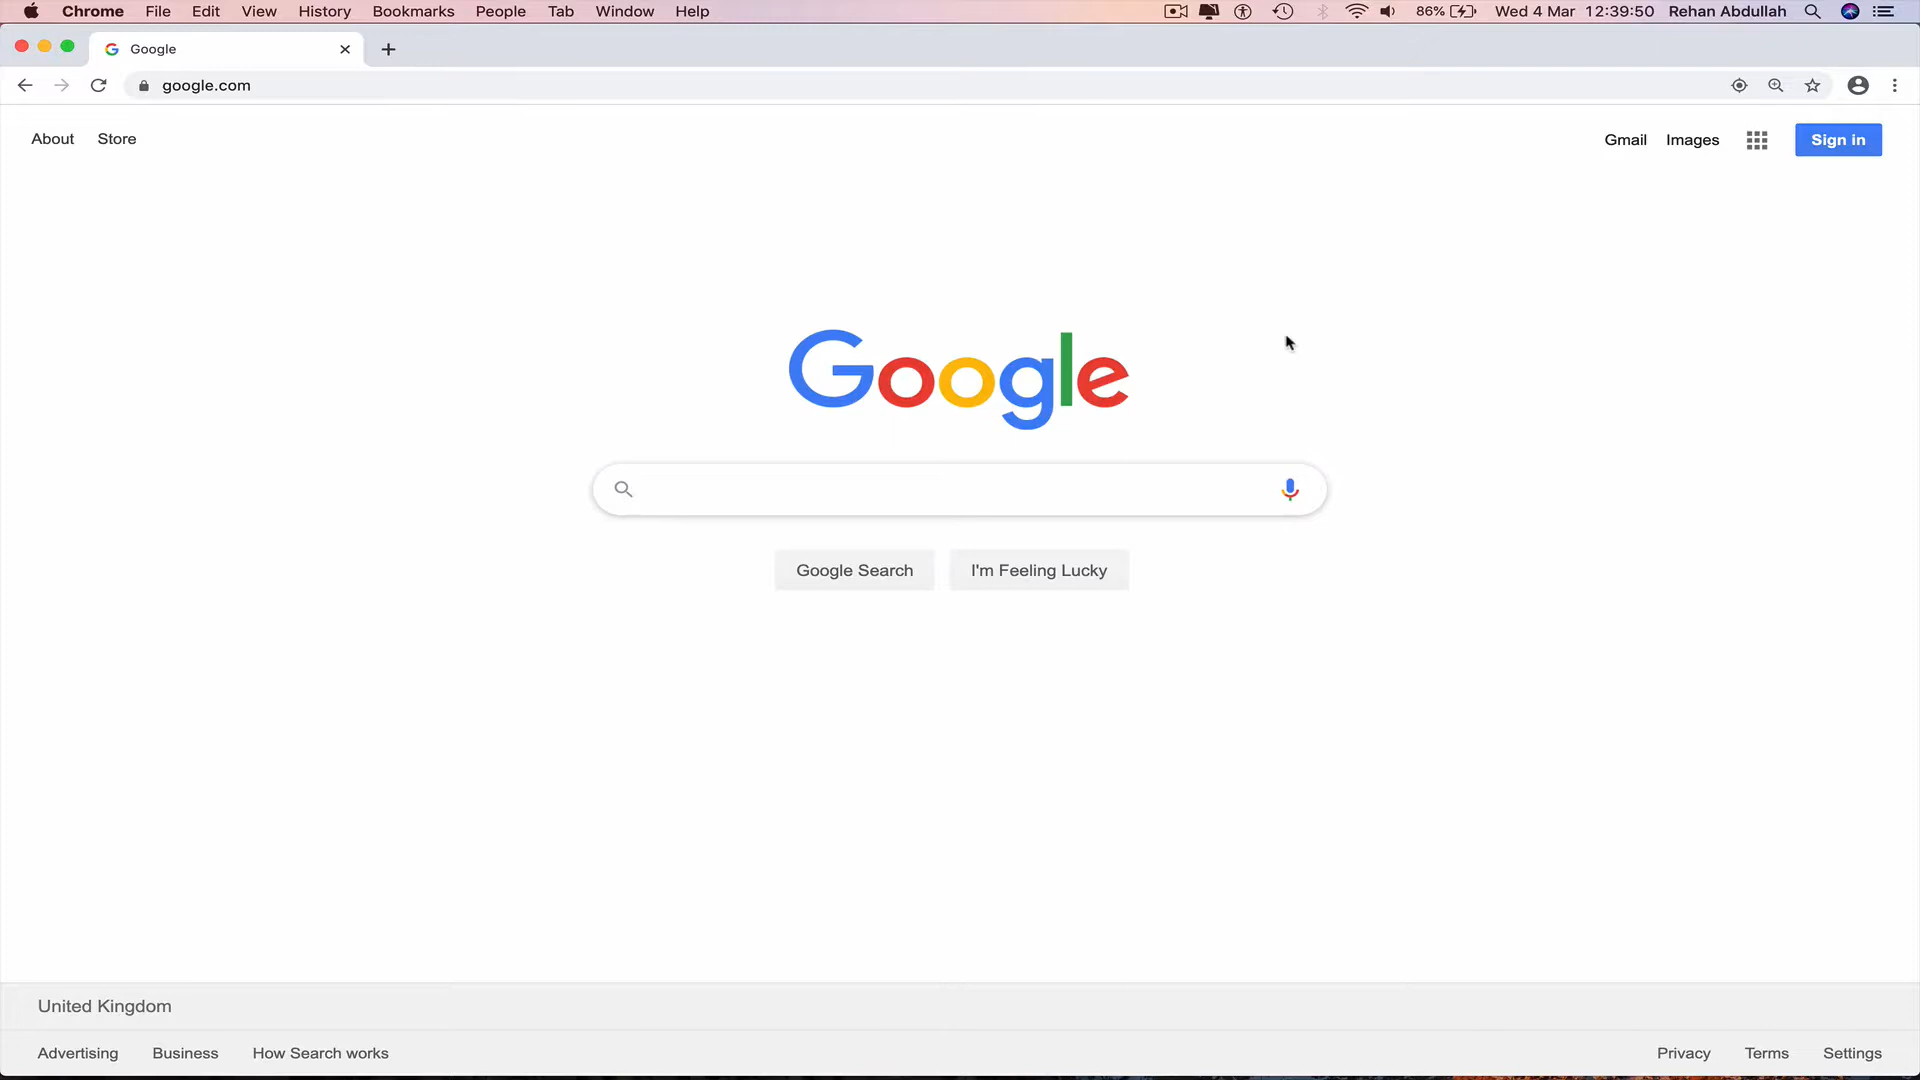 Chrome File Edit View History Bookmarks People Tab Window Help 86% Wed 4 Mar 12:39:50 Rehan Abdullah
Google
google.com
About Store Gmail Images Sign in
Google
Google Search I'm Feeling Lucky
United Kingdom
Advertising Business How Search works Privacy Terms Settings